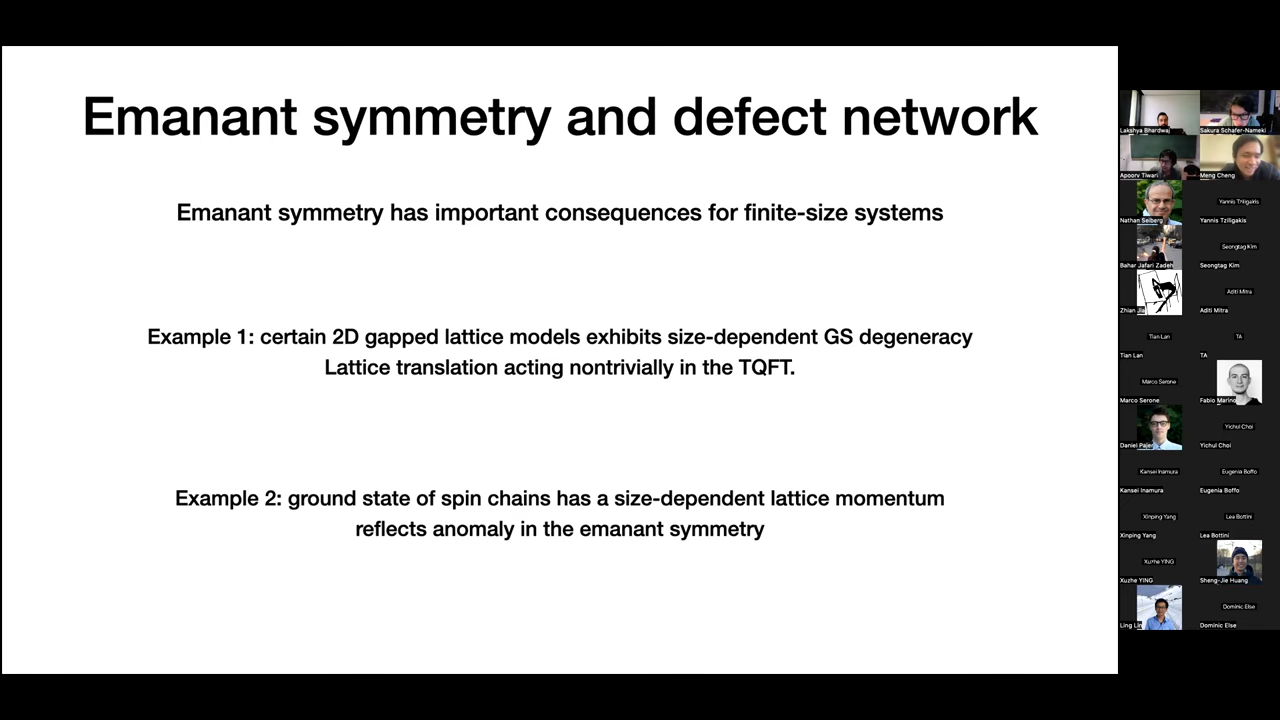 Emanant symmetry and defect network
Emanant symmetry has important consequences for finite-size systems
Example 1: certain 2D gapped lattice models exhibits size-dependent GS degeneracy
Lattice translation acting nontrivially in the TQFT.
Example 2: ground state of spin chains has a size-dependent lattice momentum
reflects anomaly in the emanant symmetry
Lakshya Bhardwaj
Sakura Schafer-Nameki
Apoorv Tiwari
Meng Cheng
Nathan Seiberg
Yannis Tziligakis
Yannis Tziligakis
Bahar Jafari Zadeh
Seongtag Kim
Seongtag Kim
Zhian Jia
Aditi Mitra
Aditi Mitra
Tian Lan
Tian Lan
TA
TA
Marco Serone
Marco Serone
Fabio Marino
Daniel Pajer
Yichul Choi
Yichul Choi
Kansei Inamura
Kansei Inamura
Eugenia Boffo
Eugenia Boffo
Xinping Yang
Xinping Yang
Lea Bottini
Lea Bottini
Xuzhe YING
Xuzhe YING
Sheng-Jie Huang
Ling Lin
Dominic Else
Dominic Else